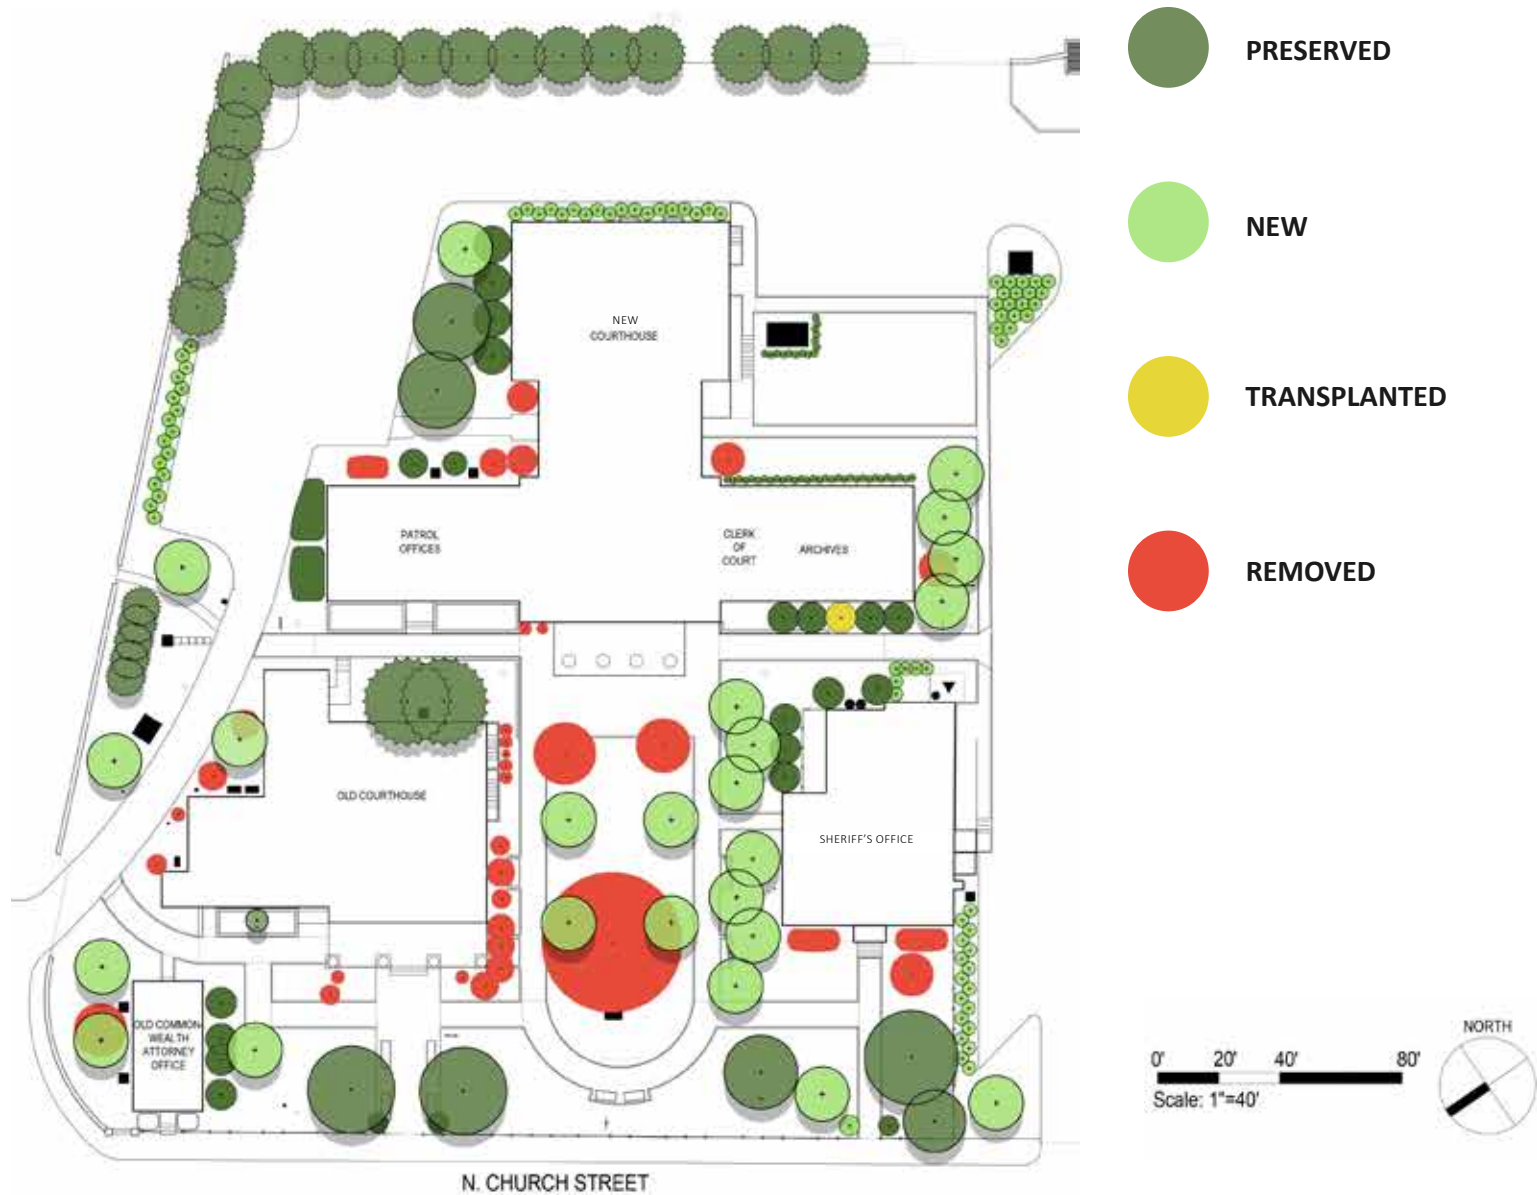 PRESERVED
NEW
TRANSPLANTED
REMOVED
NEW
COURTHOUSE
PATROL
OFFICES
CLERK
OF
COURT
ARCHIVES
OLD COURTHOUSE
SHERIFF'S OFFICE
OLD COMMON-
WEALTH
ATTORNEY
OFFICE
N. CHURCH STREET
0' 20' 40' 80'
Scale: 1"=40'
NORTH